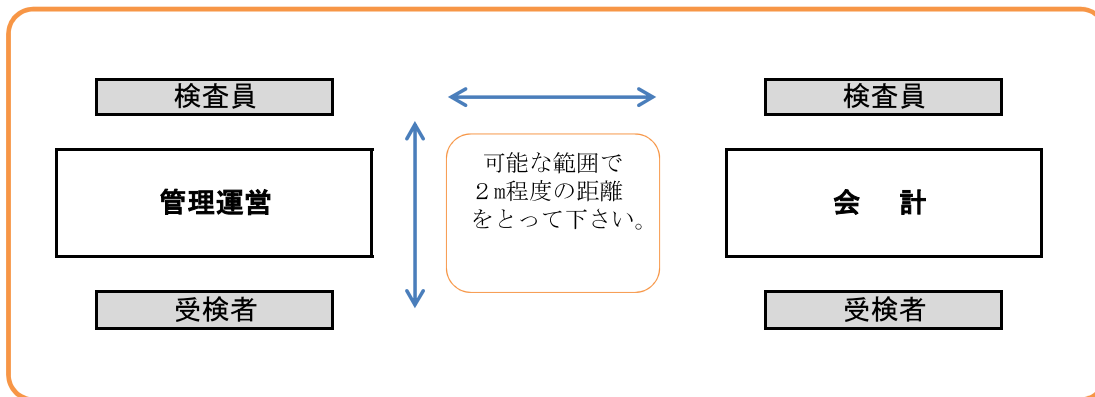 検査員
検査員
管理運営
可能な範囲で
２ｍ程度の距離
をとって下さい。
会　計
受検者
受検者